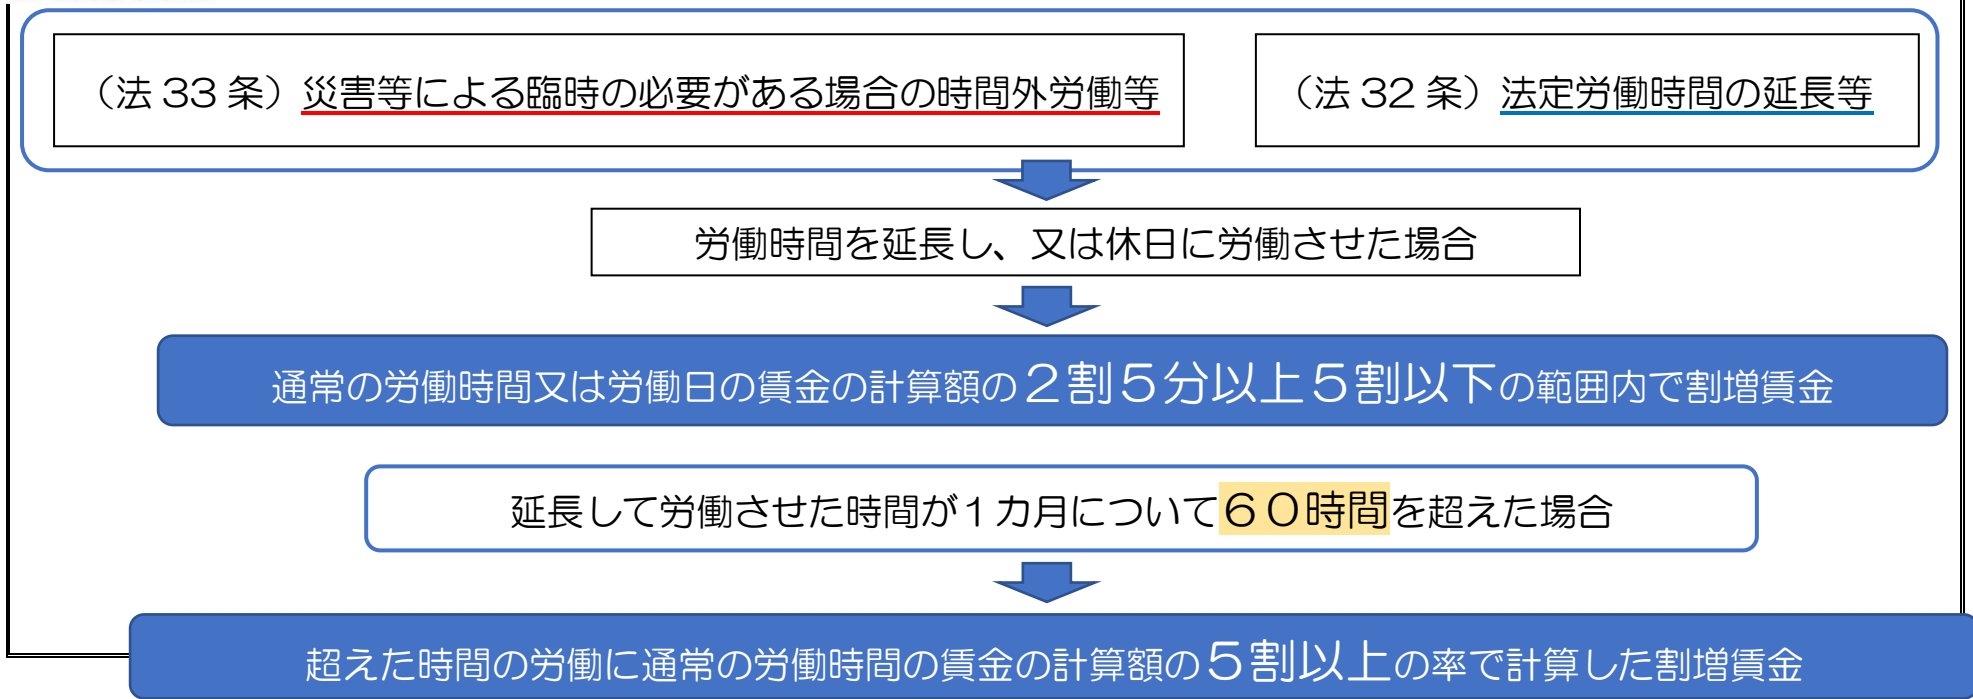 （法 33 条）災害等による臨時の必要がある場合の時間外労働等
（法 32 条）法定労働時間の延長等
労働時間を延長し、又は休日に労働させた場合
通常の労働時間又は労働日の賃金の計算額の２割５分以上５割以下の範囲内で割増賃金
延長して労働させた時間が１カ月について６０時間を超えた場合
超えた時間の労働に通常の労働時間の賃金の計算額の５割以上の率で計算した割増賃金